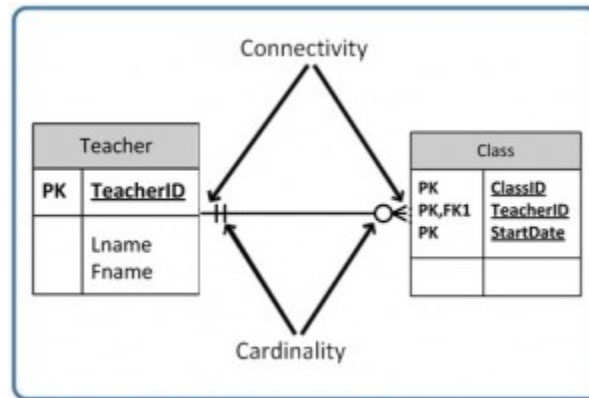 Connectivity
Teacher
PK TeacherID
Lname
Fname
Class
PK ClassID
PK,FK1 TeacherID
PK StartDate
Cardinality